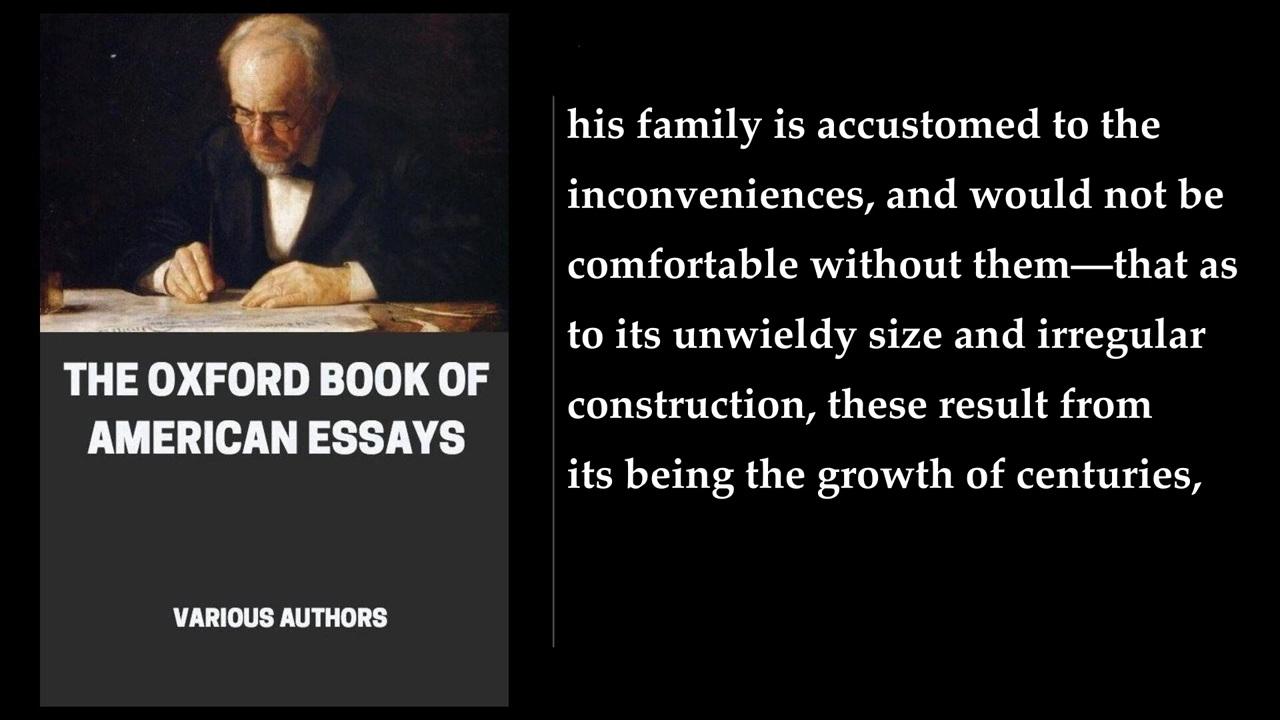 THE OXFORD BOOK OF
AMERICAN ESSAYS
VARIOUS AUTHORS
his family is accustomed to the
inconveniences, and would not be
comfortable without them—that as
to its unwieldy size and irregular
construction, these result from
its being the growth of centuries,